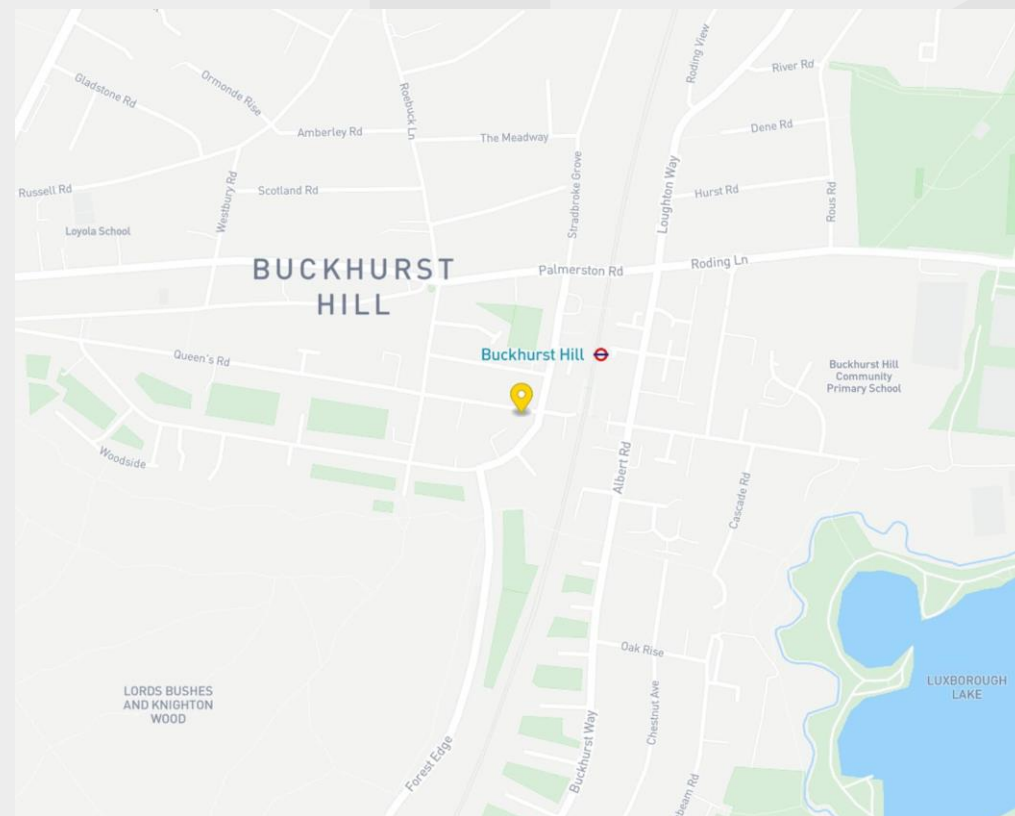 Roding View
River Rd
Gladstone Rd
Ormonde Rise
Roebuck Ln
Dene Rd
Amberley Rd
The Meadway
Russell Rd
Westbury Rd
Scotland Rd
Stradbroke Grove
Loughton Way
Hurst Rd
Rous Rd
Loyola School
BUCKHURST
HILL
Palmerston Rd
Roding Ln
Queen's Rd
Buckhurst Hill
Buckhurst Hill
Community
Primary School
Woodside
Albert Rd
Cascade Rd
Oak Rise
LORDS BUSHES
AND KNIGHTON
WOOD
LUXBOROUGH
LAKE
Chestnut Ave
Buckhurst Way
Forest Edge
beam Rd